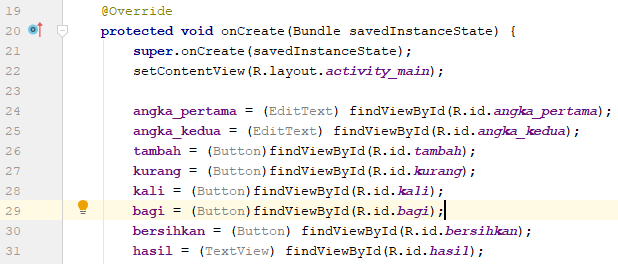 19 @Override
20 protected void onCreate(Bundle savedInstanceState) {
21 super.onCreate(savedInstanceState);
22 setContentView(R.layout.activity_main);
23
24 angka_pertama = (EditText) findViewById(R.id.angka_pertama);
25 angka_kedua = (EditText) findViewById(R.id.angka_kedua);
26 tambah = (Button)findViewById(R.id.tambah);
27 kurang = (Button)findViewById(R.id.kurang);
28 kali = (Button)findViewById(R.id.kali);
29 bagi = (Button)findViewById(R.id.bagi);
30 bersihkan = (Button) findViewById(R.id.bersihkan);
31 hasil = (TextView) findViewById(R.id.hasil);